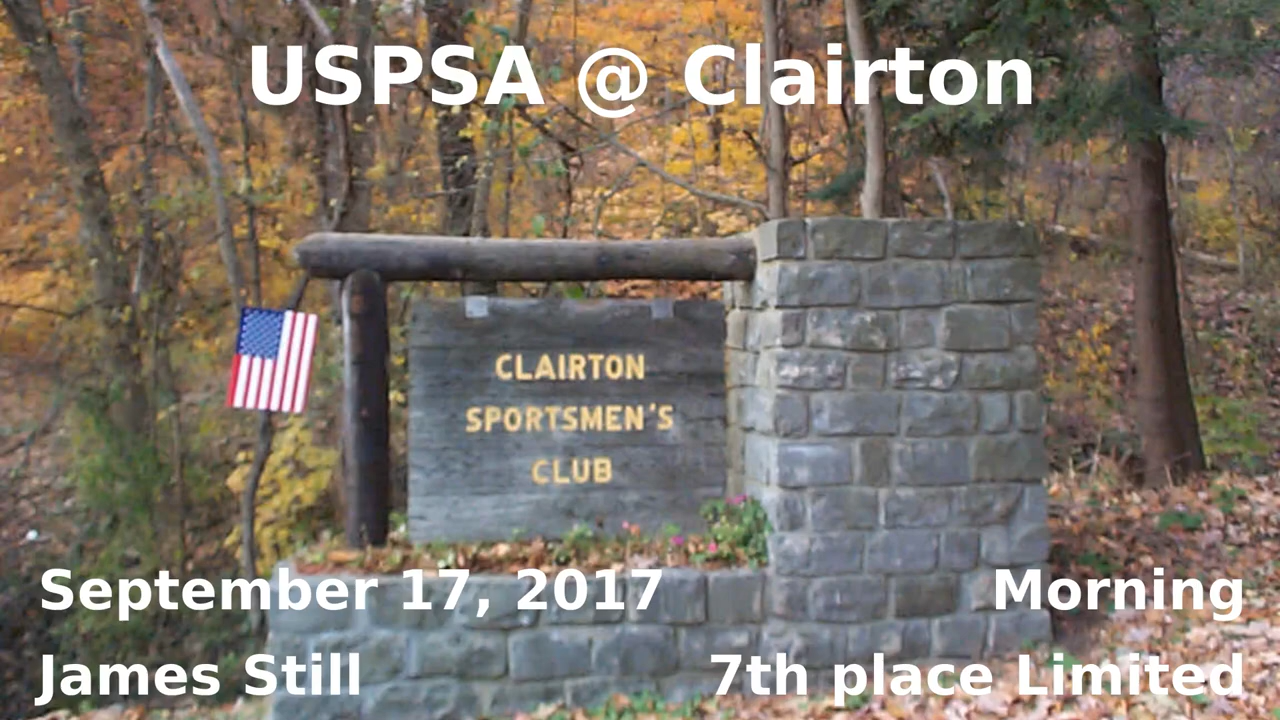 USPSA @ Clairton
CLAIRTON
SPORTSMEN'S
CLUB
September 17, 2017
Morning
James Still
7th place Limited